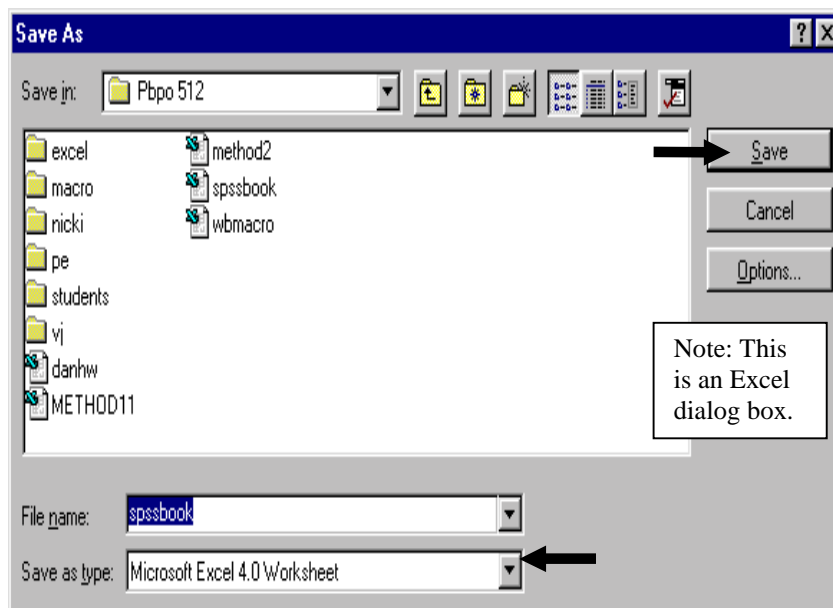 Save As
Save in: Pbpo 512
excel
macro
nicki
pe
students
vj
danhw
METHOD11
method2
spssbook
wbmacro
Save
Cancel
Options...
Note: This
is an Excel
dialog box.
File name: spssbook
Save as type: Microsoft Excel 4.0 Worksheet